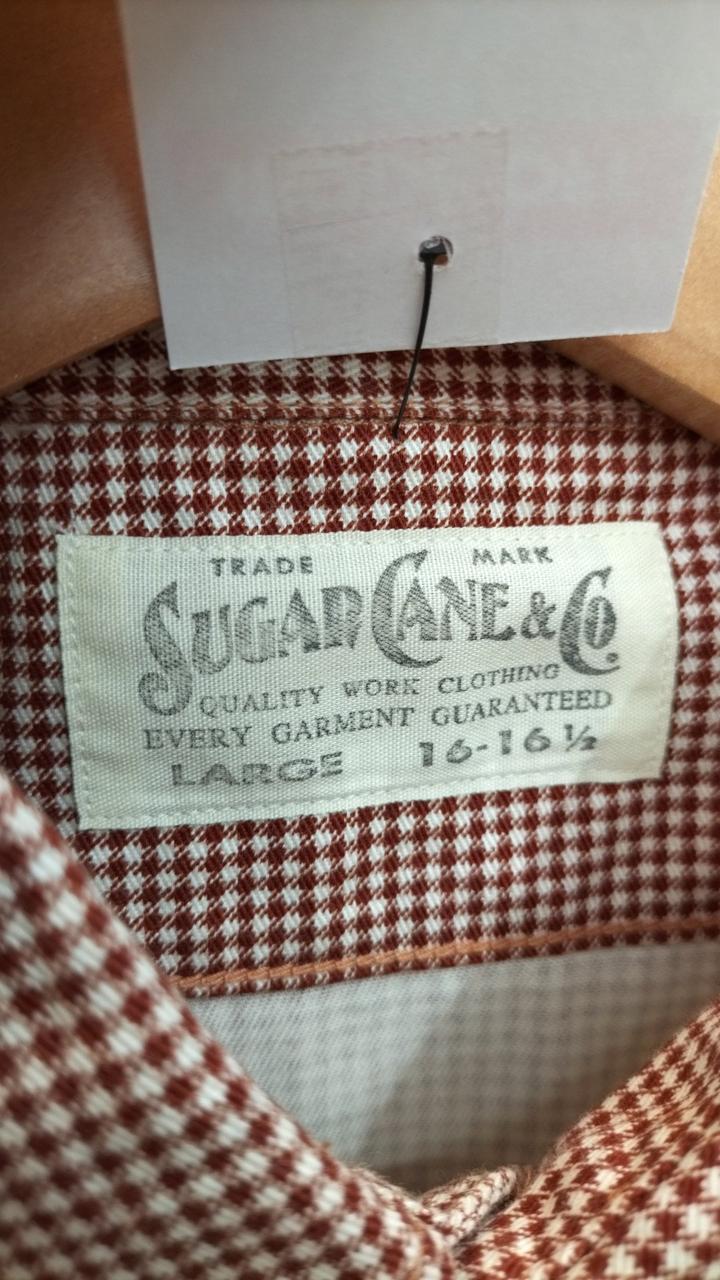 TRADE MARK
SUGAR CANE & CO.
QUALITY WORK CLOTHING
EVERY GARMENT GUARANTEED
LARGE 16-16½